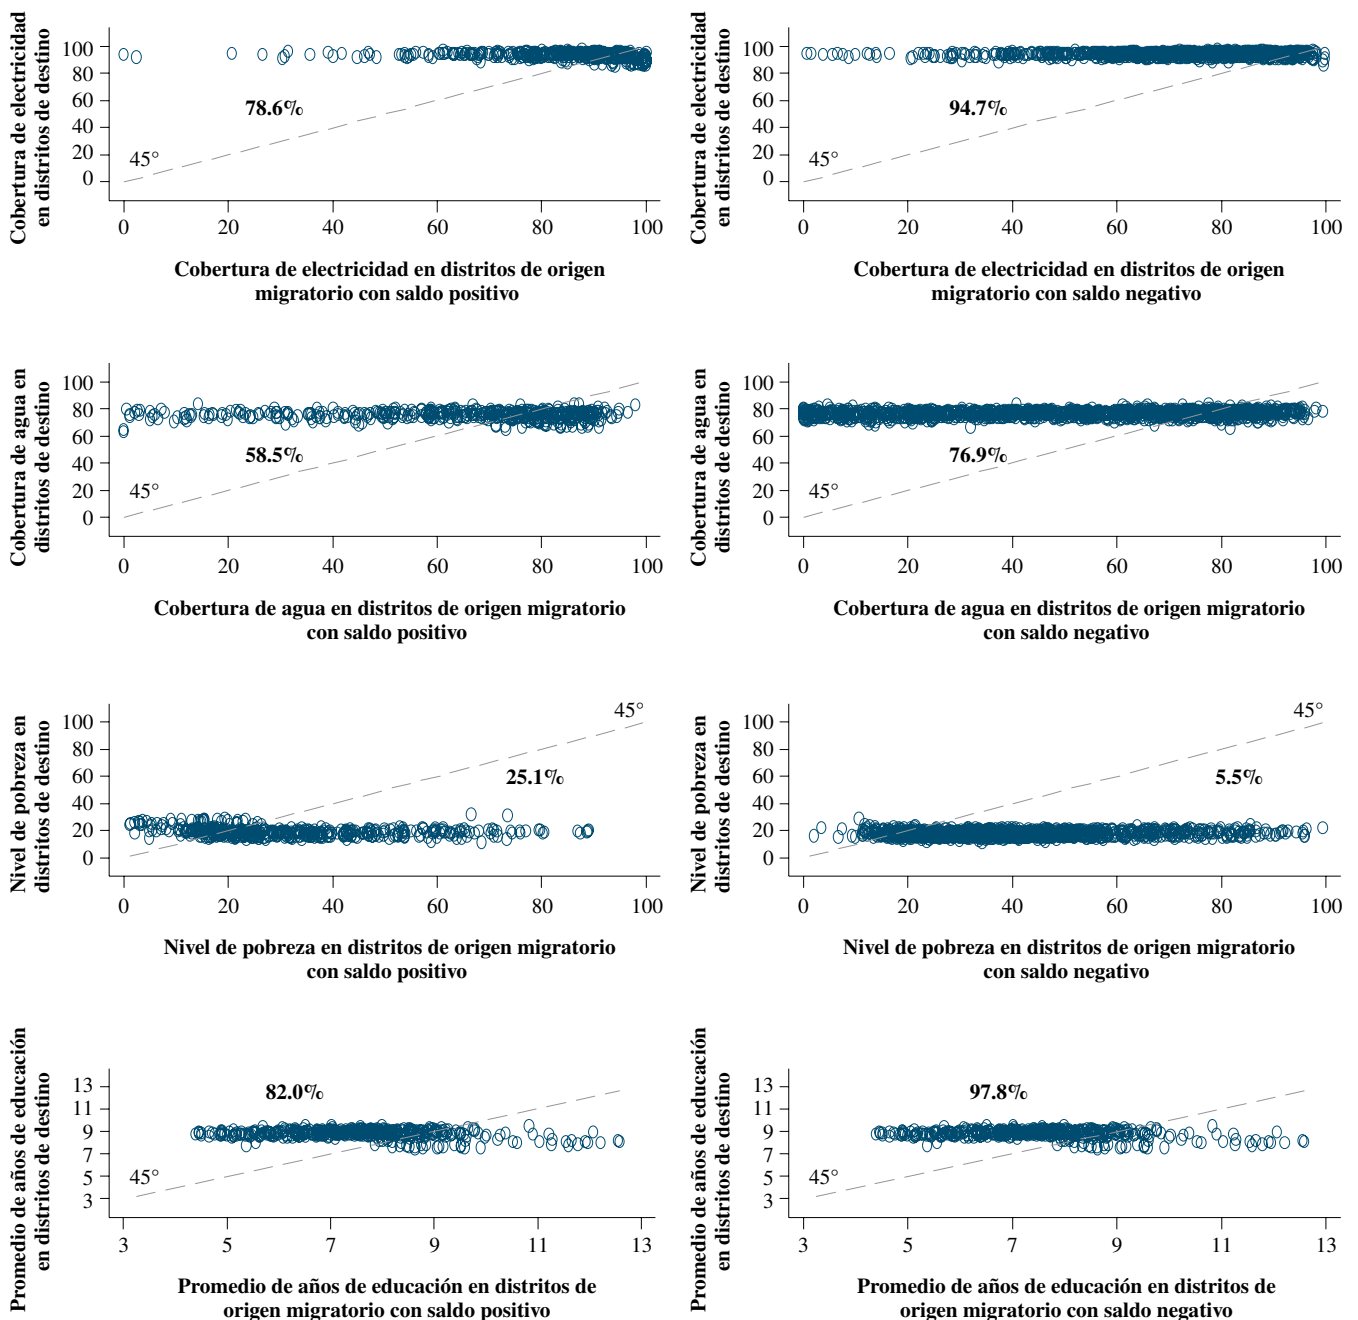 Cobertura de electricidad
en distritos de destino
100
80
60
40
20
0
78.6%
45°
0 20 40 60 80 100
Cobertura de electricidad en distritos de origen
migratorio con saldo positivo
Cobertura de electricidad
en distritos de destino
100
80
60
40
20
0
94.7%
45°
0 20 40 60 80 100
Cobertura de electricidad en distritos de origen
migratorio con saldo negativo
Cobertura de agua en
distritos de destino
100
80
60
40
20
0
58.5%
45°
0 20 40 60 80 100
Cobertura de agua en distritos de origen migratorio
con saldo positivo
Cobertura de agua en
distritos de destino
100
80
60
40
20
0
76.9%
45°
0 20 40 60 80 100
Cobertura de agua en distritos de origen migratorio
con saldo negativo
Nivel de pobreza en
distritos de destino
100
80
60
40
20
0
45°
25.1%
0 20 40 60 80 100
Nivel de pobreza en distritos de origen migratorio
con saldo positivo
Nivel de pobreza en
distritos de destino
100
80
60
40
20
0
45°
5.5%
0 20 40 60 80 100
Nivel de pobreza en distritos de origen migratorio
con saldo negativo
Promedio de años de educación
en distritos de destino
13
11
9
7
5
3
82.0%
45°
3 5 7 9 11 13
Promedio de años de educación en distritos de
origen migratorio con saldo positivo
Promedio de años de educación
en distritos de destino
13
11
9
7
5
3
97.8%
45°
3 5 7 9 11 13
Promedio de años de educación en distritos de
origen migratorio con saldo negativo